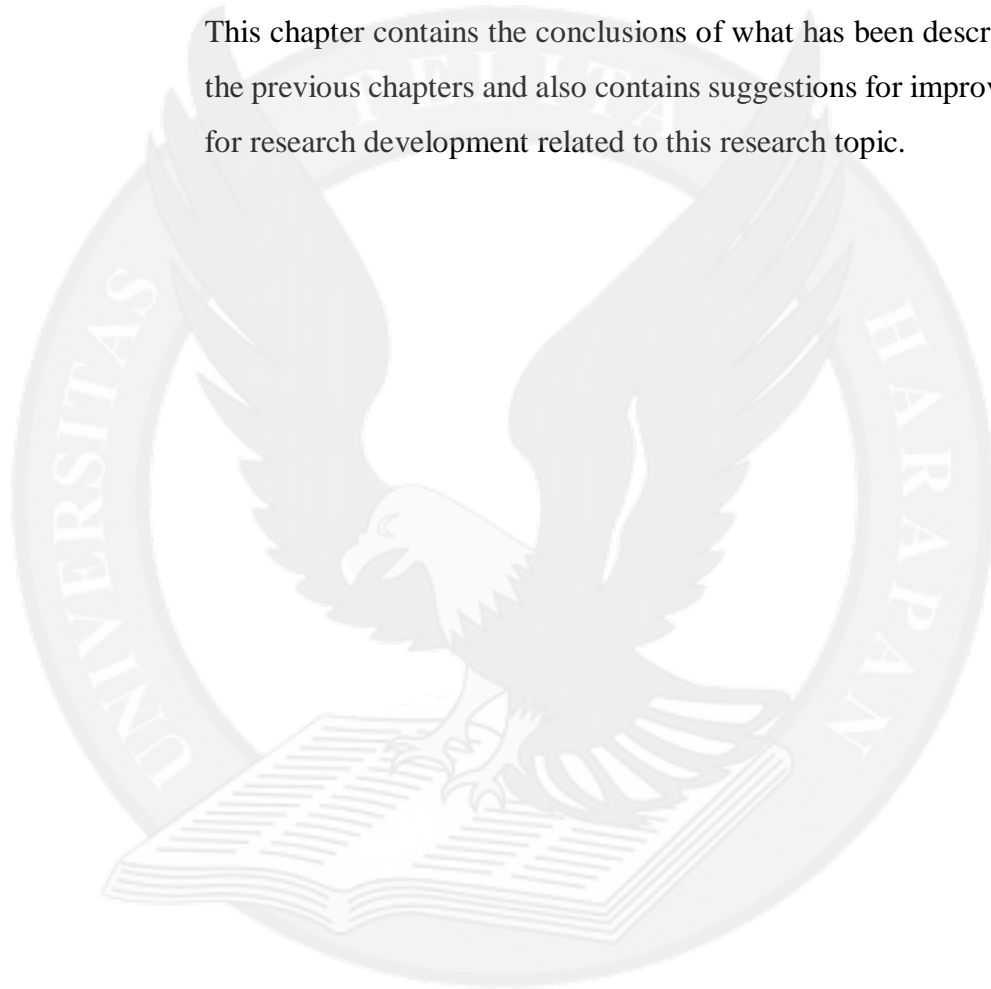 This chapter contains the conclusions of what has been descr
the previous chapters and also contains suggestions for improv
for research development related to this research topic.
UNIVERSITAS
PELITA
HARAPAN